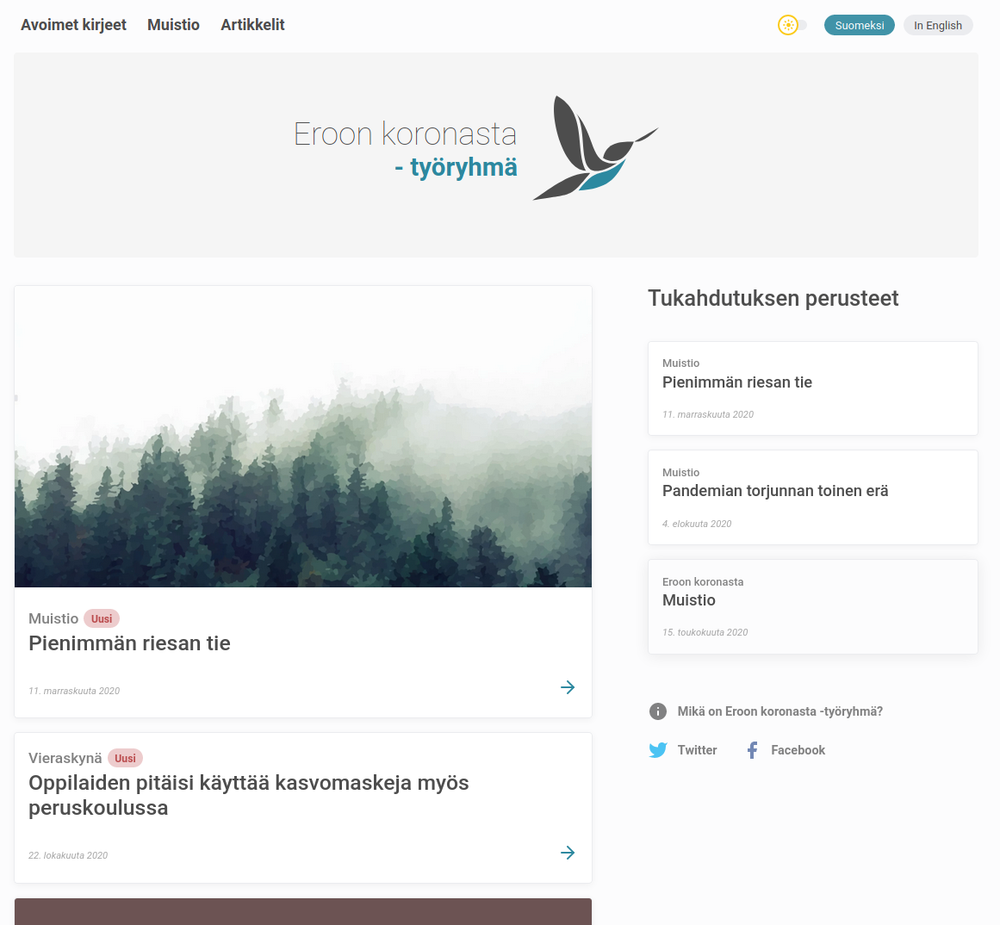 Avoimet kirjeet Muistio Artikkelit
Suomeksi In English
Eroon koronasta
- työryhmä
Muistio Uusi
Pienimmän riesan tie
11. marraskuuta 2020
Vieraskynä Uusi
Oppilaiden pitäisi käyttää kasvomaskeja myös
peruskoulussa
22. lokakuuta 2020
Tukahdutuksen perusteet
Muistio
Pienimmän riesan tie
11. marraskuuta 2020
Muistio
Pandemian torjunnan toinen erä
4. elokuuta 2020
Eroon koronasta
Muistio
15. toukokuuta 2020
Mikä on Eroon koronasta -työryhmä?
Twitter Facebook